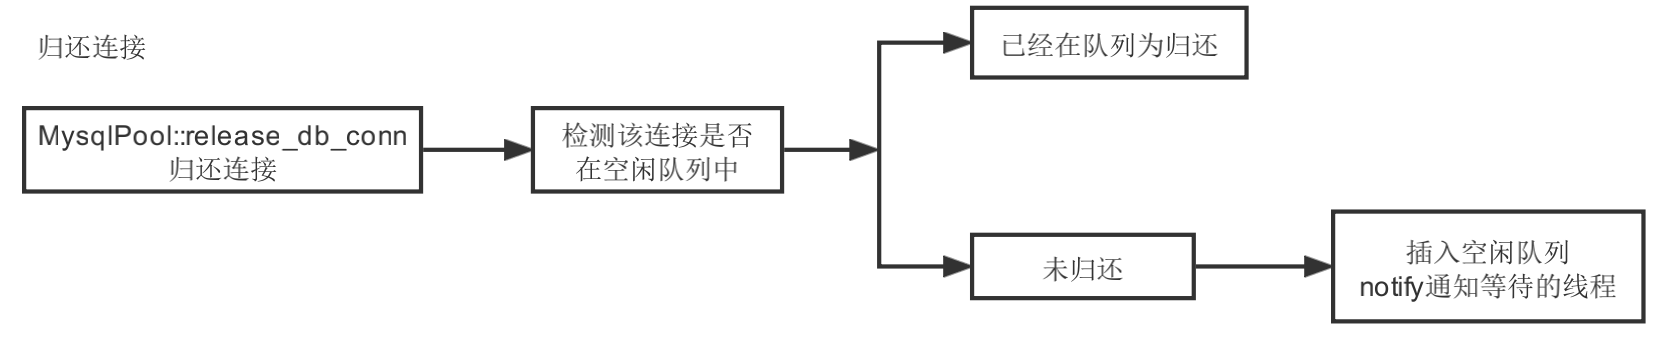 归还连接
MysqlPool::release_db_conn
归还连接
检测该连接是否
在空闲队列中
已经在队列为归还
未归还
插入空闲队列
notify通知等待的线程